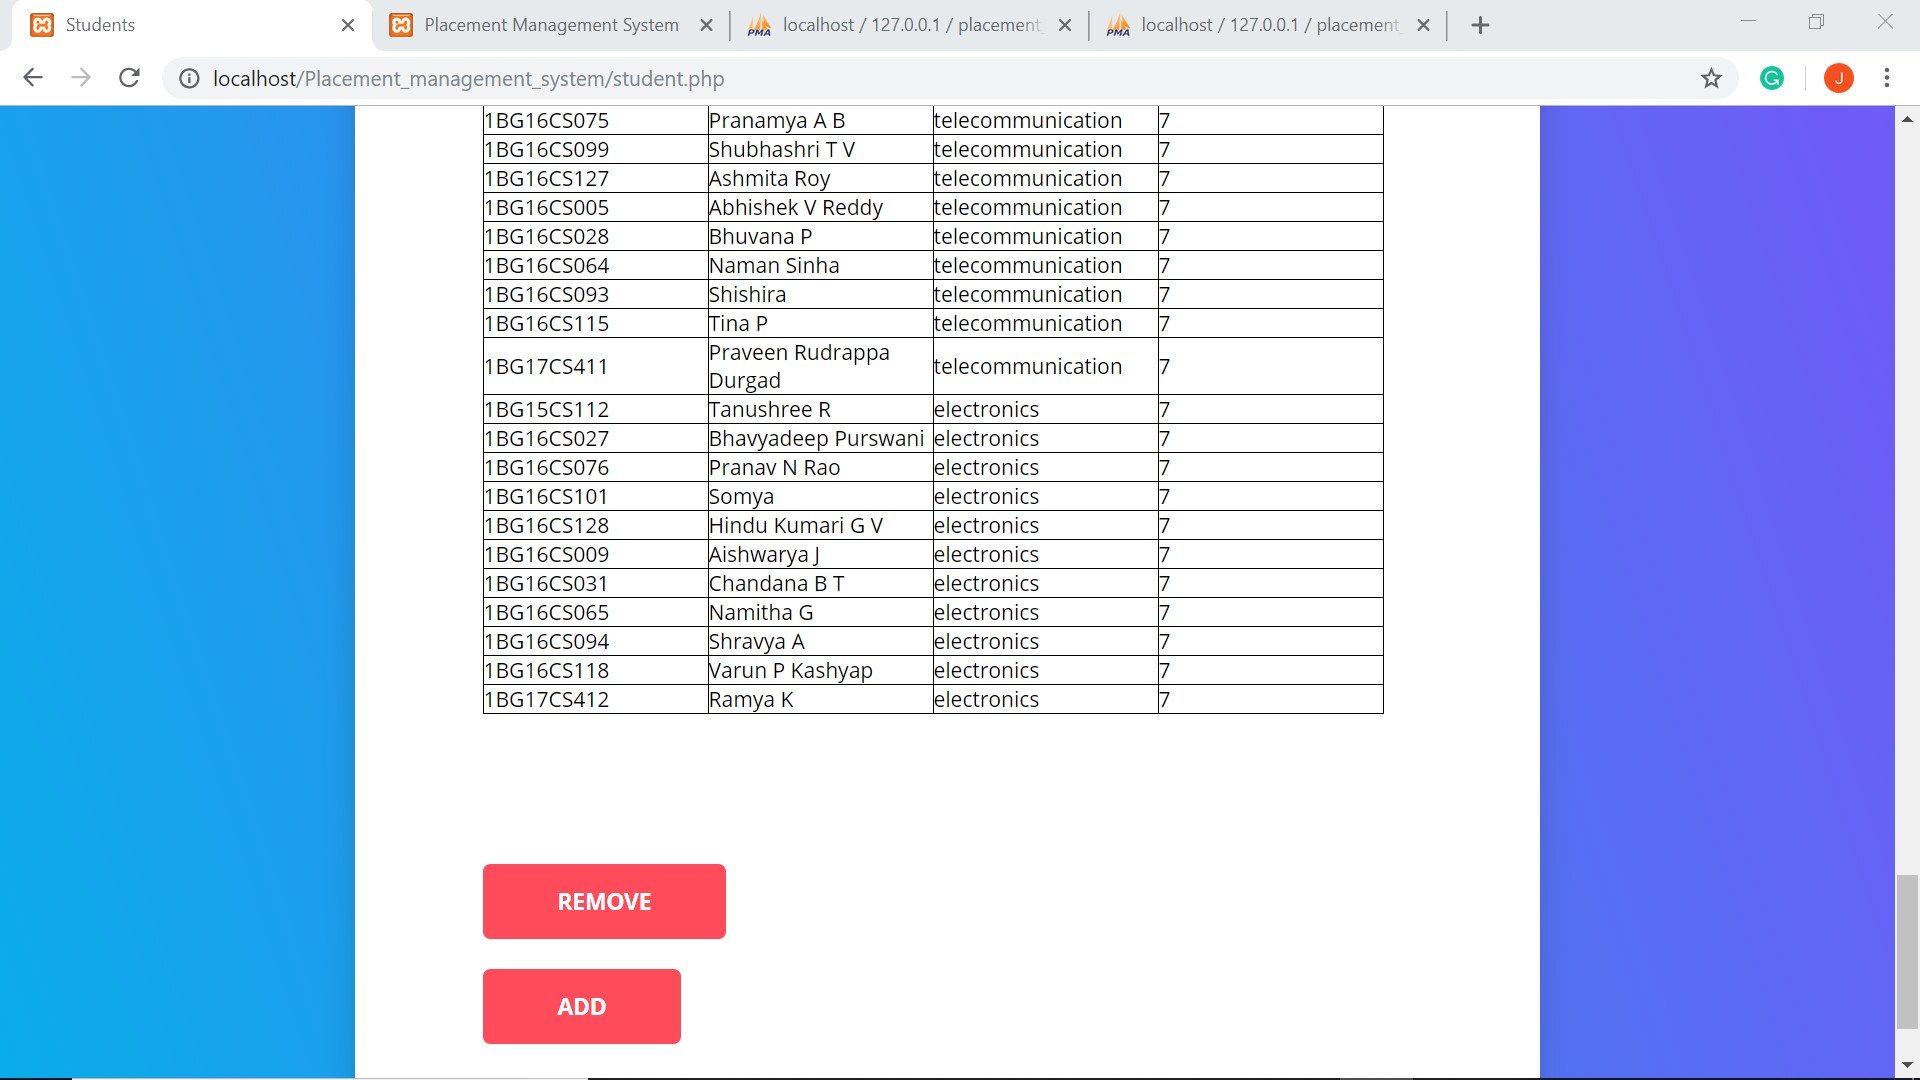 Students
Placement Management System
localhost / 127.0.0.1 / placement
localhost / 127.0.0.1 / placement
localhost/Placement_management_system/student.php
J
1BG16CS075 Pranamya A B telecommunication 7
1BG16CS099 Shubhashri T V telecommunication 7
1BG16CS127 Ashmita Roy telecommunication 7
1BG16CS005 Abhishek V Reddy telecommunication 7
1BG16CS028 Bhuvana P telecommunication 7
1BG16CS064 Naman Sinha telecommunication 7
1BG16CS093 Shishira telecommunication 7
1BG16CS115 Tina P telecommunication 7
1BG17CS411 Praveen Rudrappa Durgad telecommunication 7
1BG15CS112 Tanushree R electronics 7
1BG16CS027 Bhavyadeep Purswani electronics 7
1BG16CS076 Pranav N Rao electronics 7
1BG16CS101 Somya electronics 7
1BG16CS128 Hindu Kumari G V electronics 7
1BG16CS009 Aishwarya J electronics 7
1BG16CS031 Chandana B T electronics 7
1BG16CS065 Namitha G electronics 7
1BG16CS094 Shravya A electronics 7
1BG16CS118 Varun P Kashyap electronics 7
1BG17CS412 Ramya K electronics 7
REMOVE
ADD